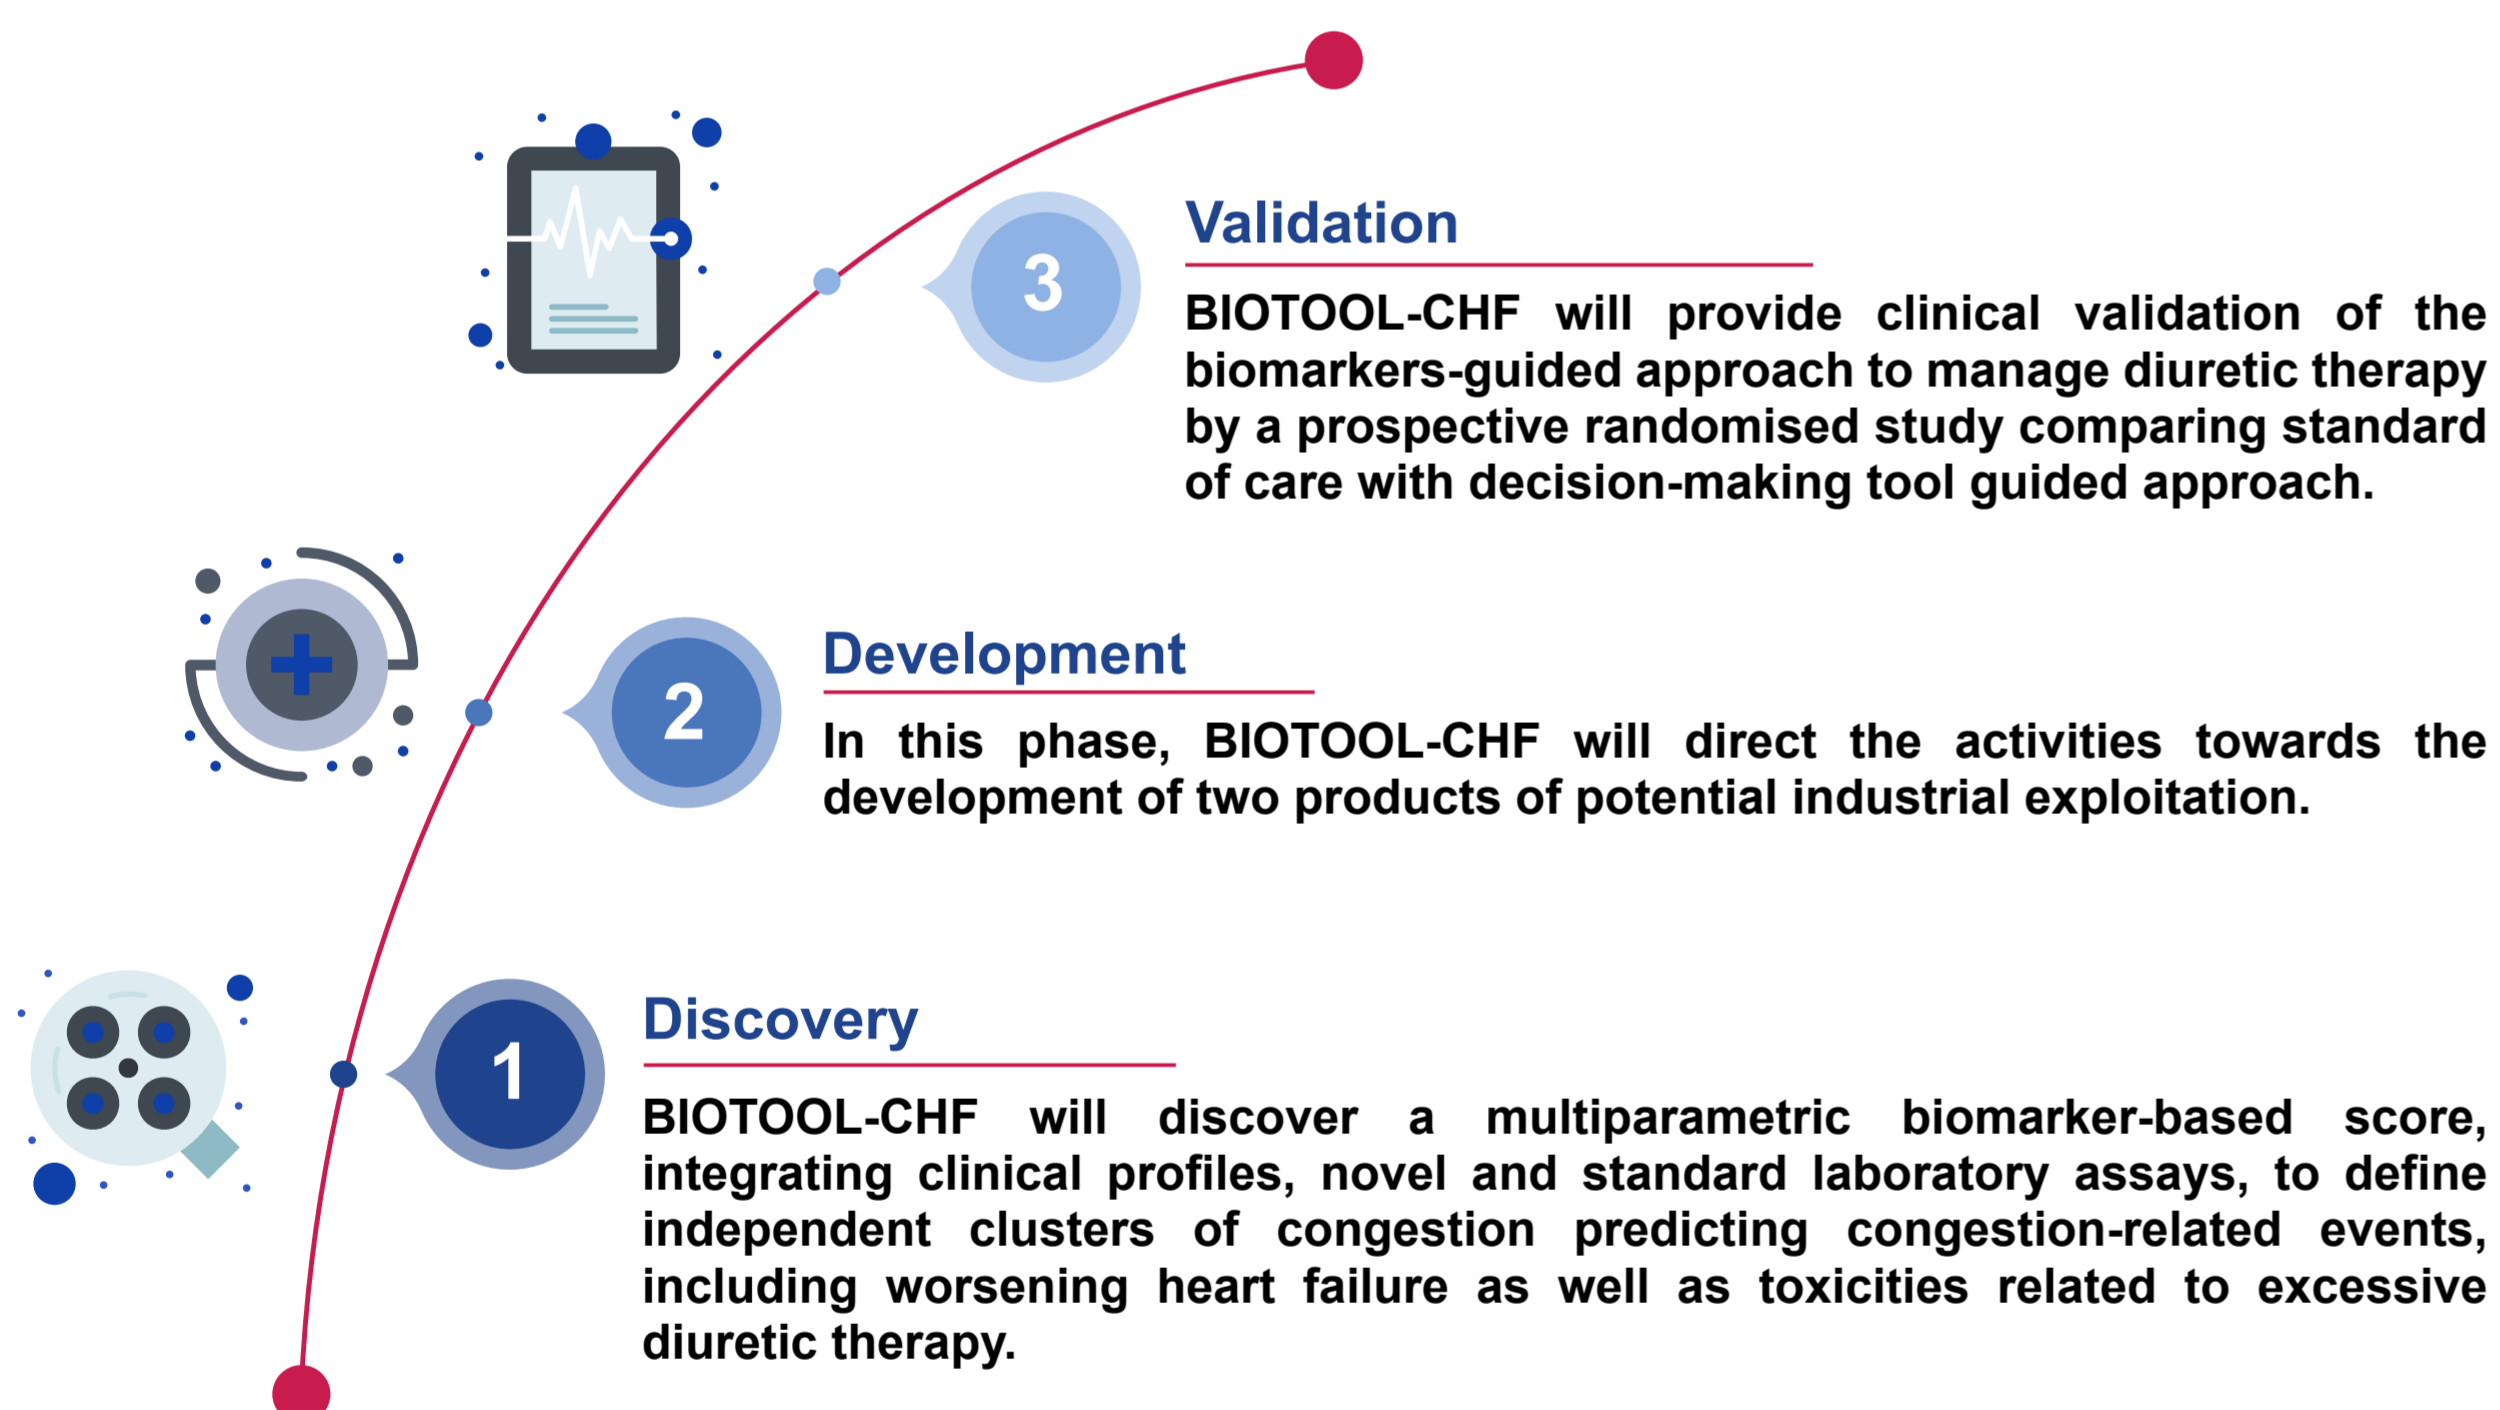 3
Validation
BIOTOOL-CHF will provide clinical validation of the
biomarkers-guided approach to manage diuretic therapy
by a prospective randomised study comparing standard
of care with decision-making tool guided approach.
2
Development
In this phase, BIOTOOL-CHF will direct the activities towards the
development of two products of potential industrial exploitation.
1
Discovery
BIOTOOL-CHF will discover a multiparametric biomarker-based score,
integrating clinical profiles, novel and standard laboratory assays, to define
independent clusters of congestion predicting congestion-related events,
including worsening heart failure as well as toxicities related to excessive
diuretic therapy.